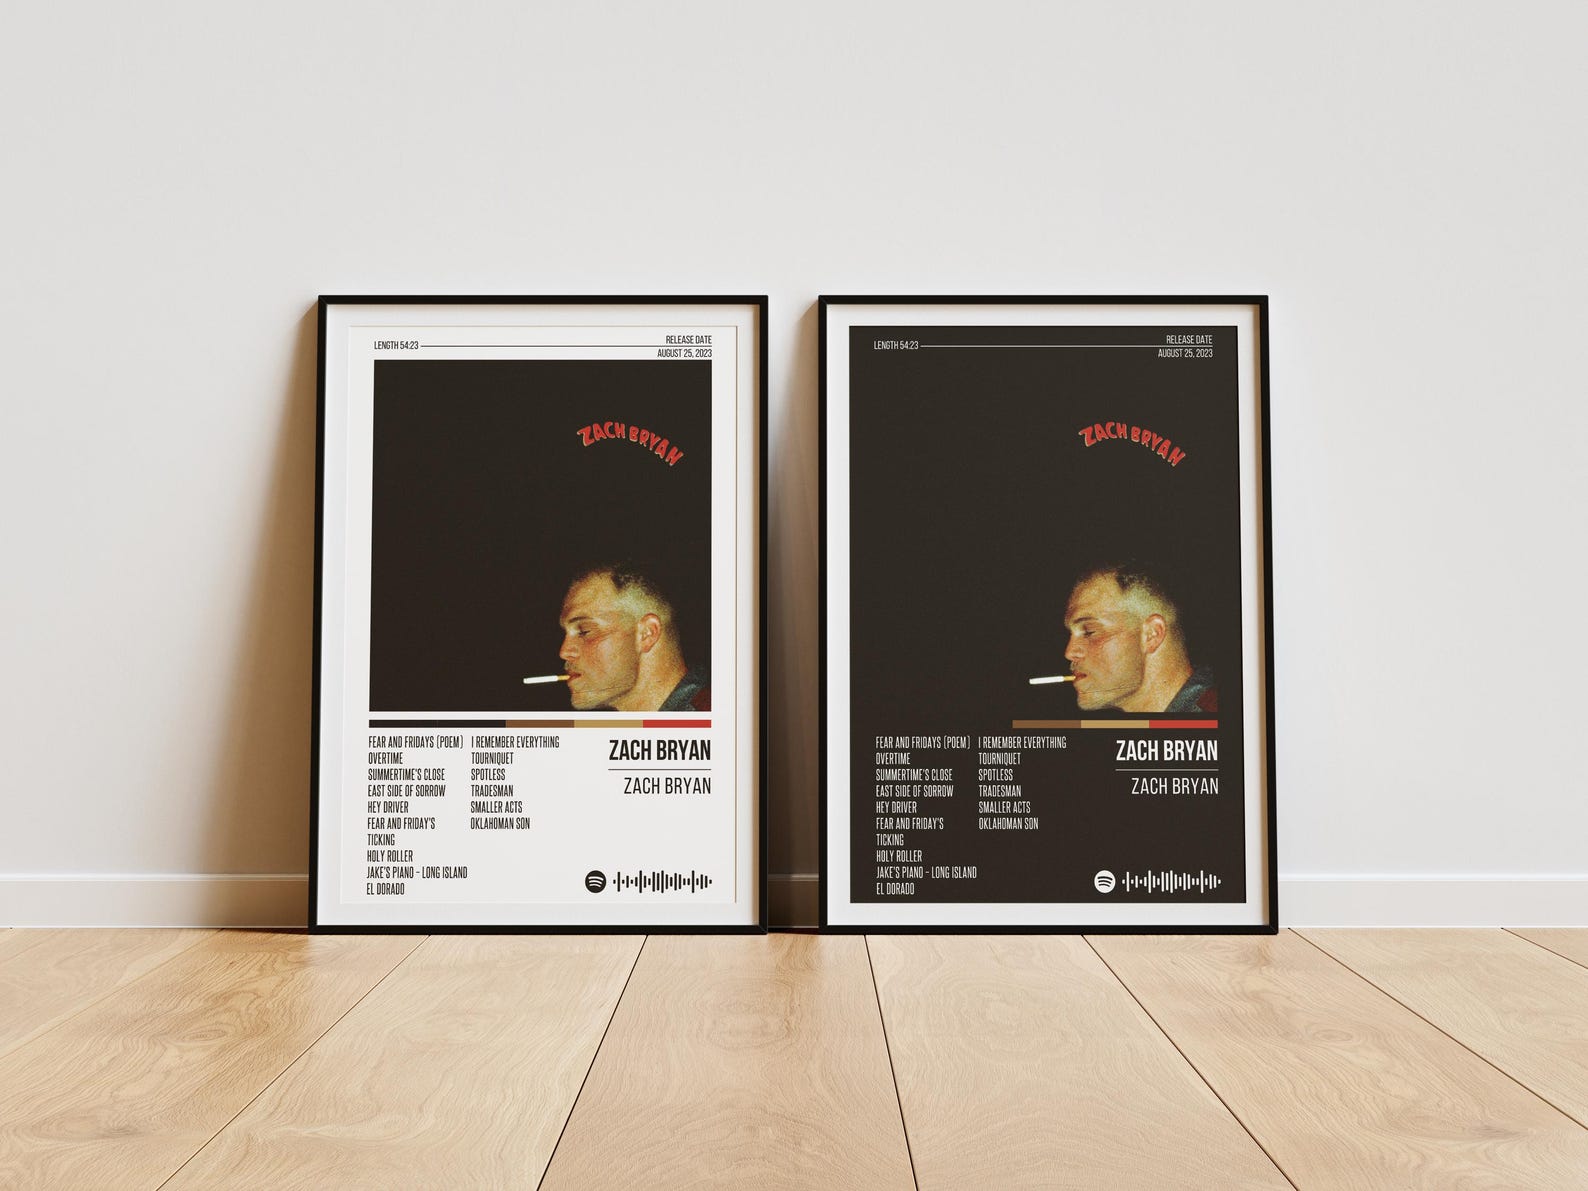 LENGTH 54:23
RELEASE DATE
AUGUST 25, 2023
ZACH BRYAN
FEAR AND FRIDAYS (POEM)
OVERTIME
SUMMERTIME'S CLOSE
EAST SIDE OF SORROW
HEY DRIVER
FEAR AND FRIDAY'S
TICKING
HOLY ROLLER
JAKE'S PIANO - LONG ISLAND
EL DORADO
I REMEMBER EVERYTHING
TOURNIQUET
SPOTLESS
TRADESMAN
SMALLER ACTS
OKLAHOMAN SON
ZACH BRYAN
ZACH BRYAN
LENGTH 54:23
RELEASE DATE
AUGUST 25, 2023
ZACH BRYAN
FEAR AND FRIDAYS (POEM)
OVERTIME
SUMMERTIME'S CLOSE
EAST SIDE OF SORROW
HEY DRIVER
FEAR AND FRIDAY'S
TICKING
HOLY ROLLER
JAKE'S PIANO - LONG ISLAND
EL DORADO
I REMEMBER EVERYTHING
TOURNIQUET
SPOTLESS
TRADESMAN
SMALLER ACTS
OKLAHOMAN SON
ZACH BRYAN
ZACH BRYAN